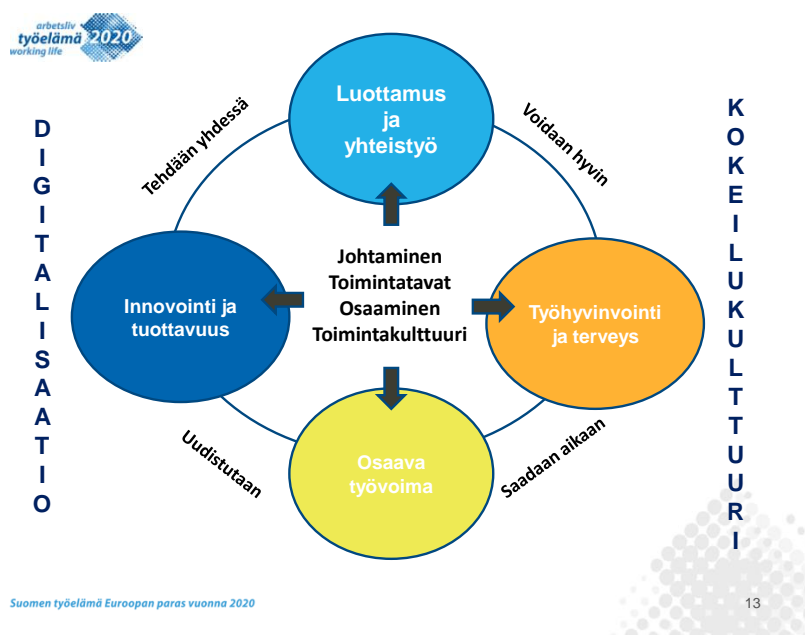 arbetsliv
työelämä 2020
working life
Luottamus
ja
yhteistyö
Tehdään yhdessä
Voidaan hyvin
DIGITALISAATIO
KOKEILUKULTTUURI
Johtaminen
Toimintatavat
Osaaminen
Toimintakulttuuri
Innovointi ja
tuottavuus
Työhyvinvointi
ja terveys
Osaava
työvoima
Uudistutaan
Saadaan aikaan
Suomen työelämä Euroopan paras vuonna 2020
13